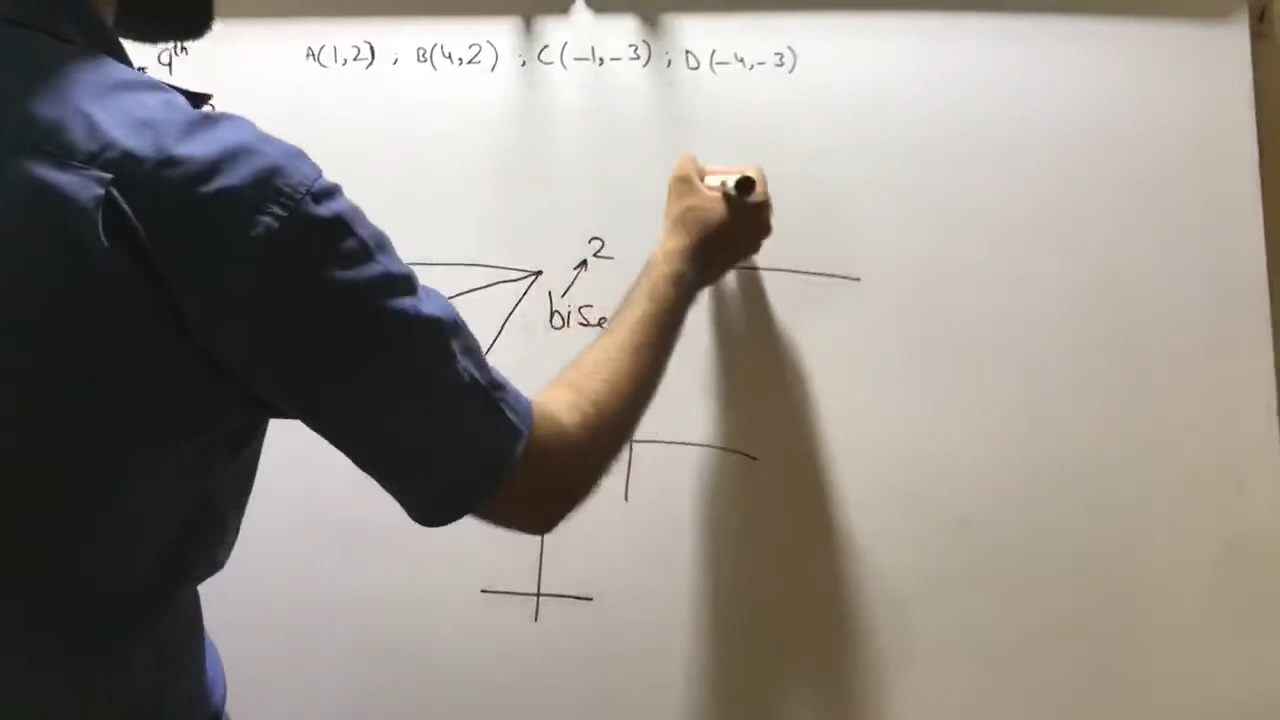 9th A(1,2) ; B(4,2) ; C(-1,-3) ; D(-4,-3)
2
bise